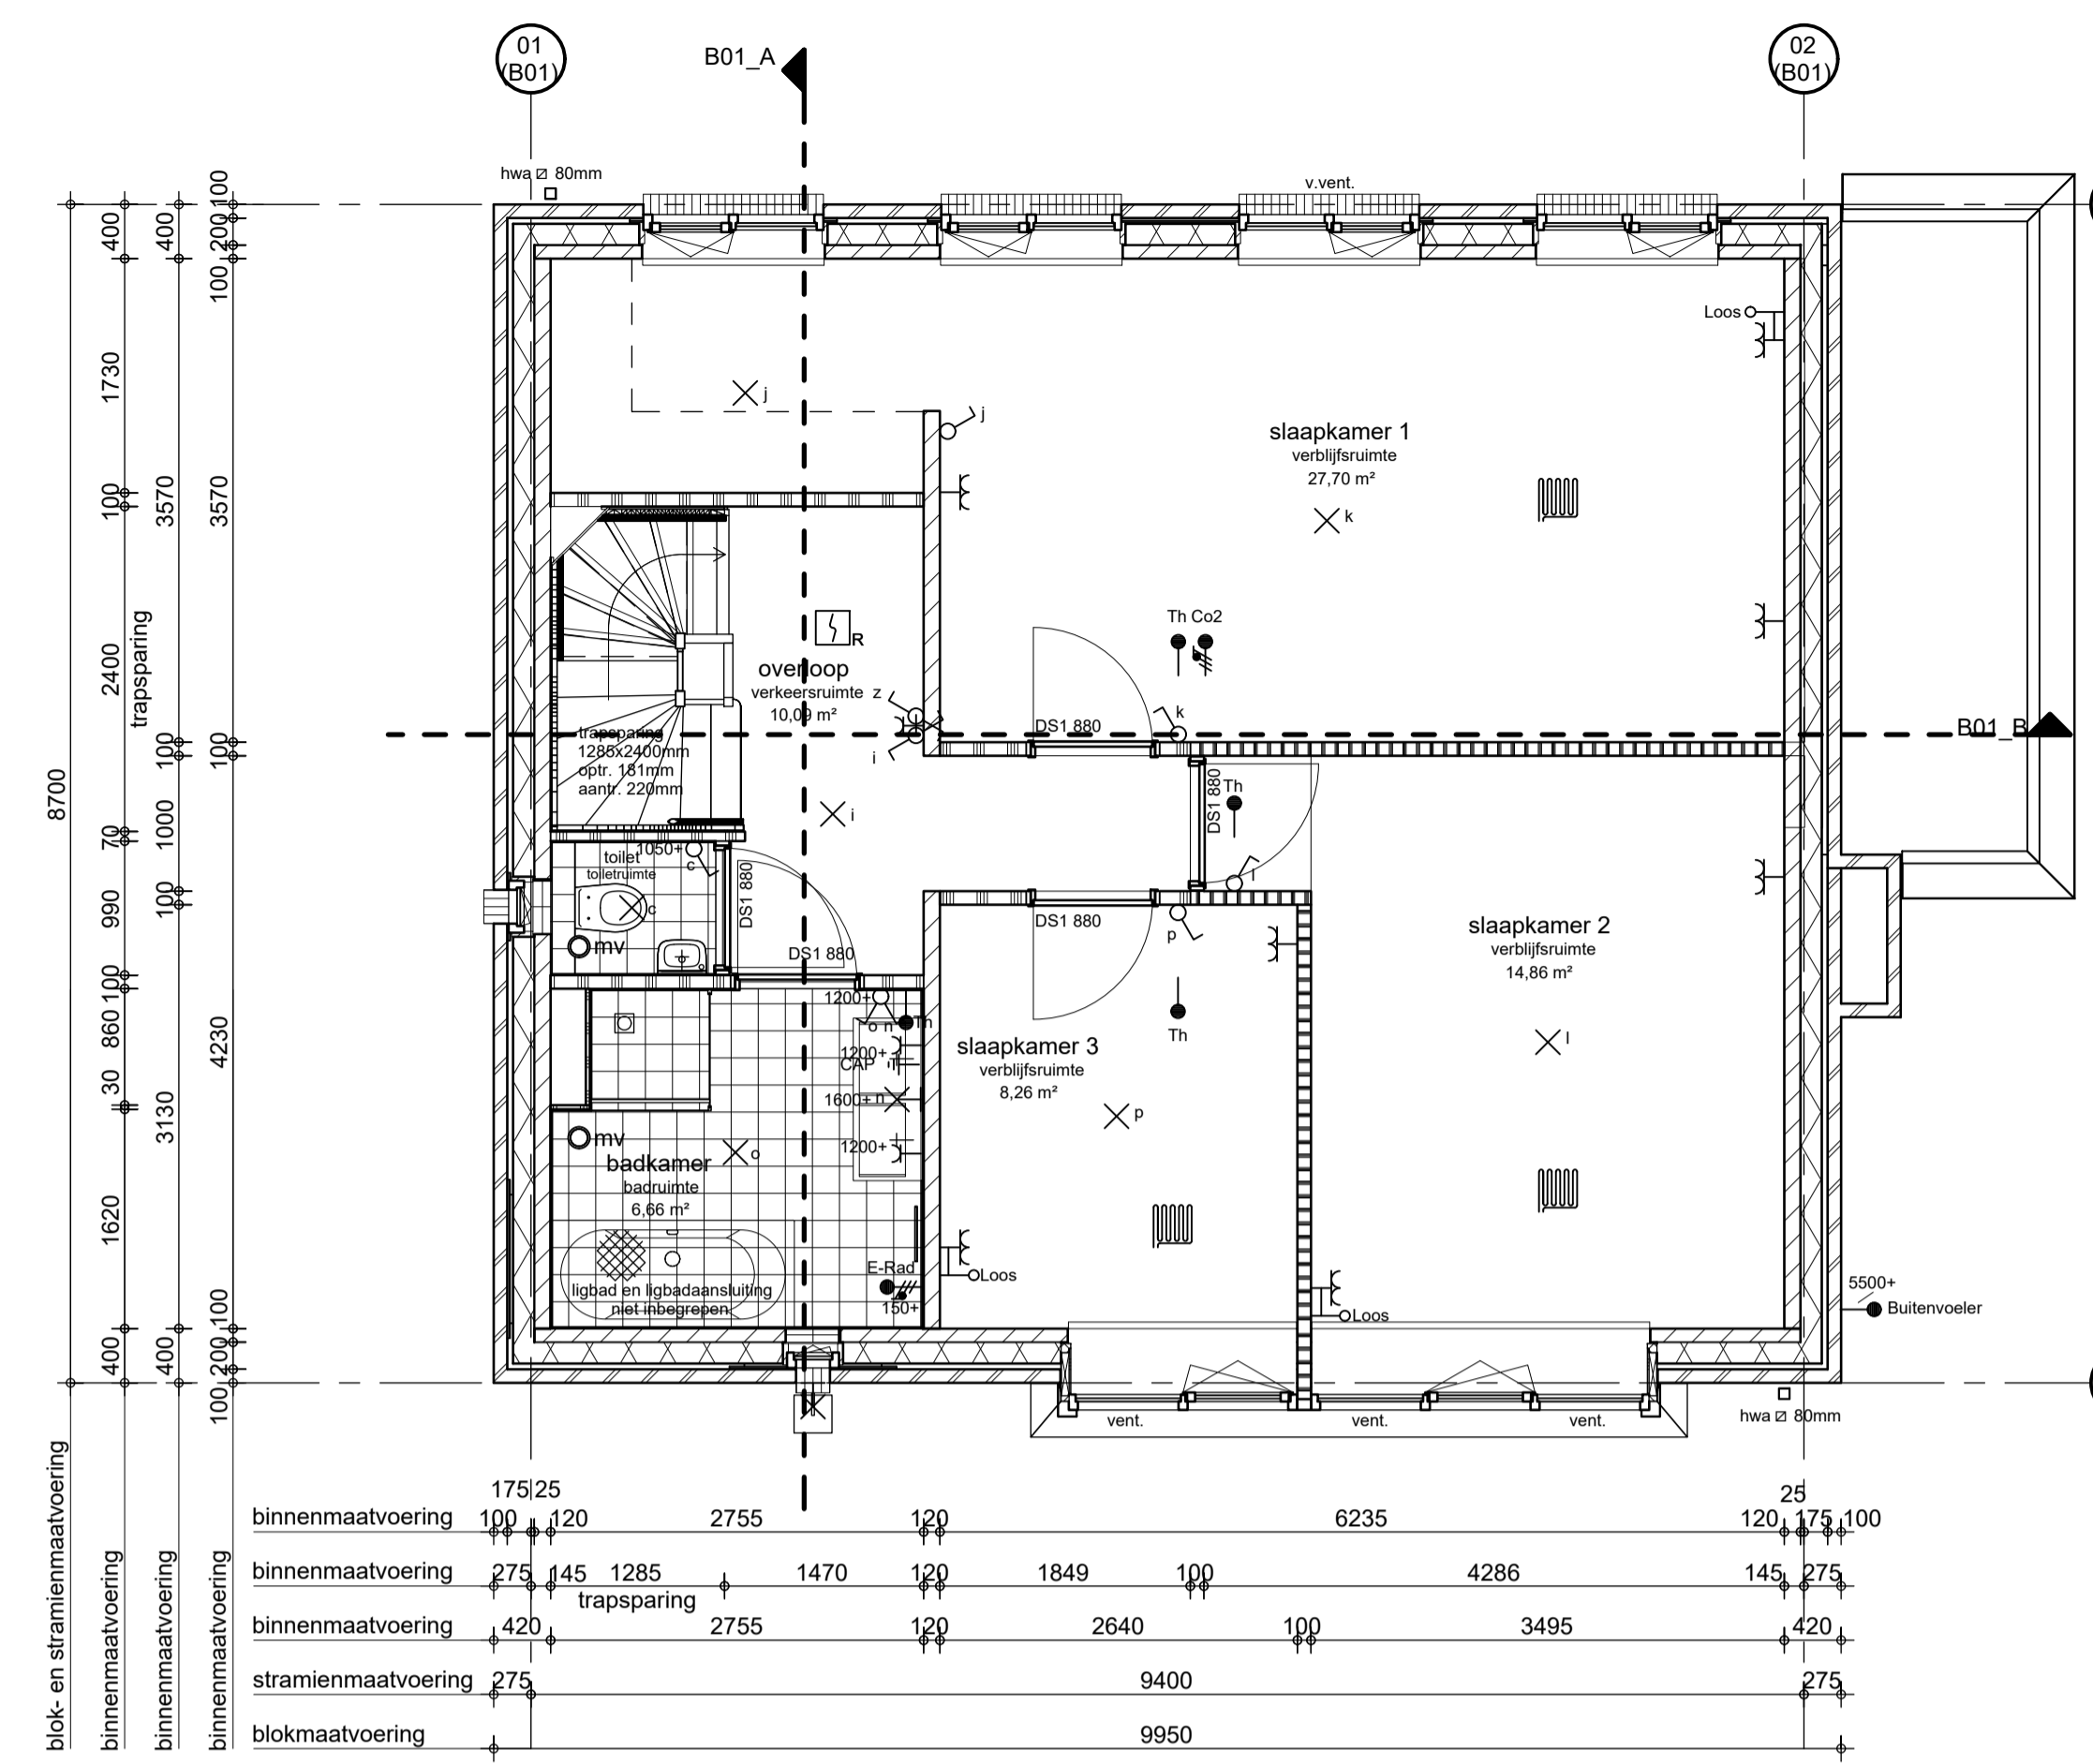 01
(B01)
B01_A
02
(B01)
hwa 80mm
v.vent.
Loos
j
j
slaapkamer 1
verblijfsruimte
27,70 m²
k
R
Th Co2
overloop
verkeersruimte z
10,09 m²
k
DS1 880
B01_B
i
trapsparing
1285x2400mm
optr. 181mm
aantr. 220mm
DS1 880
Th
i
1050+
toilet
toiletruimte
c
c
mv
DS1 880
DS1 880
l
DS1 880
p
slaapkamer 2
verblijfsruimte
14,86 m²
l
1200+
o n
Th
Th
1200+
CAP
1600+ n
1200+
slaapkamer 3
verblijfsruimte
8,26 m²
p
mv
o
badkamer
badruimte
6,66 m²
E-Rad
150+
ligbad en ligbadaansluiting
niet inbegrepen
Loos
Loos
5500+
Buitenvoeler
vent.
vent.
vent.
hwa 80mm
blok- en stramienmaatvoering
8700
binnenmaatvoering
400
1620
30
860
100
990
70
2400
trapsparing
100
1730
400
binnenmaatvoering
400
3130
100
1000
100
3570
400
binnenmaatvoering
100
200
100
4230
100
3570
100
200
100
175 25
25
binnenmaatvoering 100 120 2755 120 6235 120 175 100
binnenmaatvoering 275 145 1285 1470 120 1849 100 4286 145 275
trapsparing
binnenmaatvoering 420 2755 120 2640 100 3495 420
stramienmaatvoering 275 9400 275
blokmaatvoering 9950